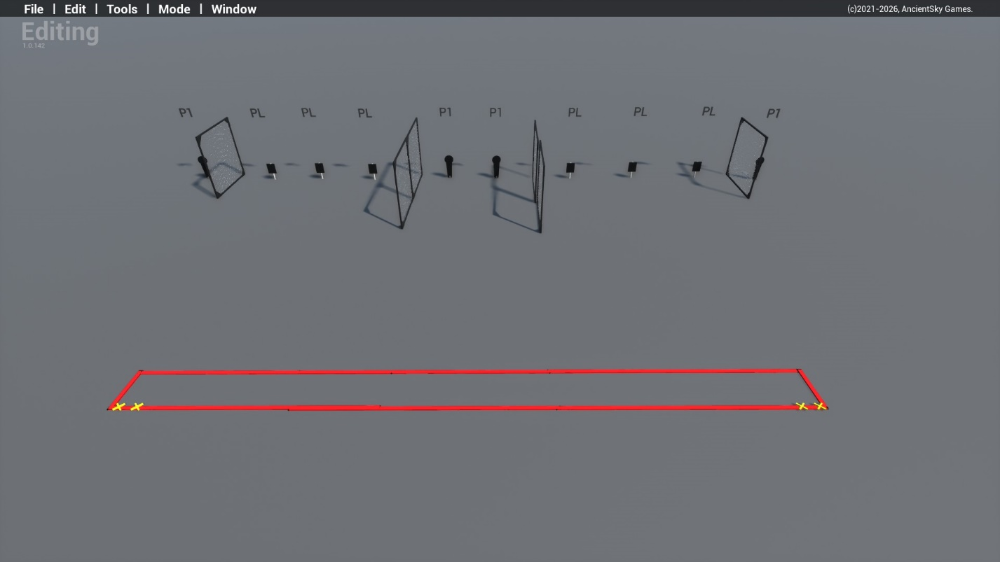 File | Edit | Tools | Mode | Window
(c)2021-2026, AncientSky Games.
Editing
1.0.142
P1 PL PL PL P1 P1 PL PL PL P1